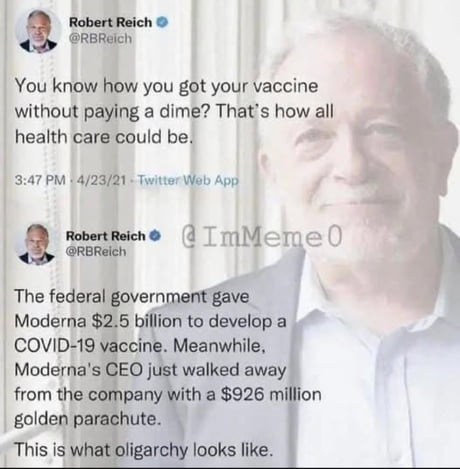 Robert Reich
@RBReich
You know how you got your vaccine
without paying a dime? That's how all
health care could be.
3:47 PM · 4/23/21 · Twitter Web App
Robert Reich
@RBReich
@ImMeme0
The federal government gave
Moderna $2.5 billion to develop a
COVID-19 vaccine. Meanwhile,
Moderna's CEO just walked away
from the company with a $926 million
golden parachute.
This is what oligarchy looks like.